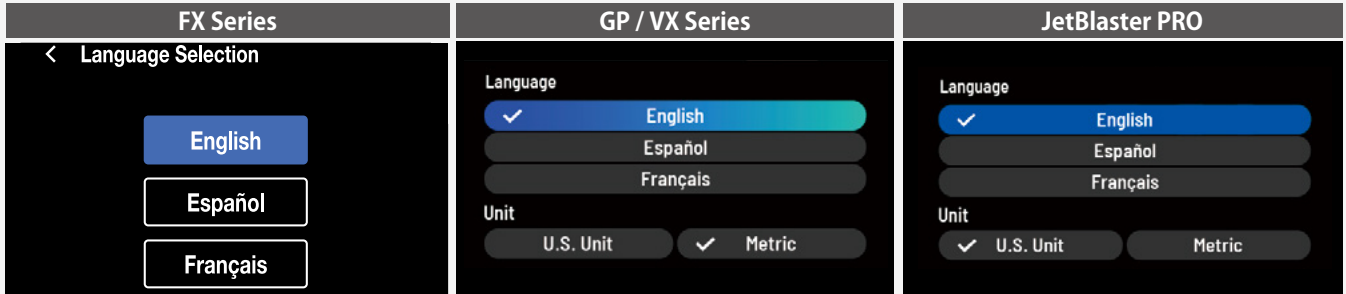 FX Series
< Language Selection
English
Español
Français
GP / VX Series
Language
English
Español
Français
Unit
U.S. Unit
Metric
JetBlaster PRO
Language
English
Español
Français
Unit
U.S. Unit
Metric